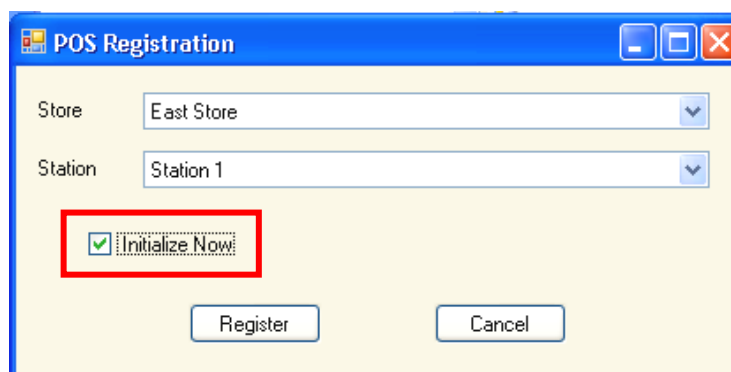 POS Registration
Store East Store
Station Station 1
Initialize Now
Register Cancel